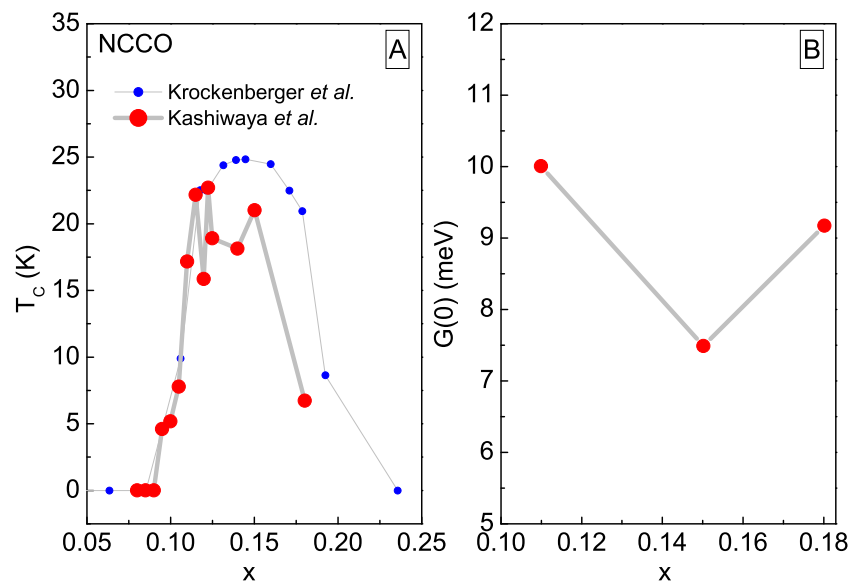 NCCO
A
Krockenberger et al.
Kashiwaya et al.
35
30
25
20
15
10
5
0
T_C (K)
0.05 0.10 0.15 0.20 0.25
x
B
12
11
10
9
8
7
6
5
G(0) (meV)
0.10 0.12 0.14 0.16 0.18
x